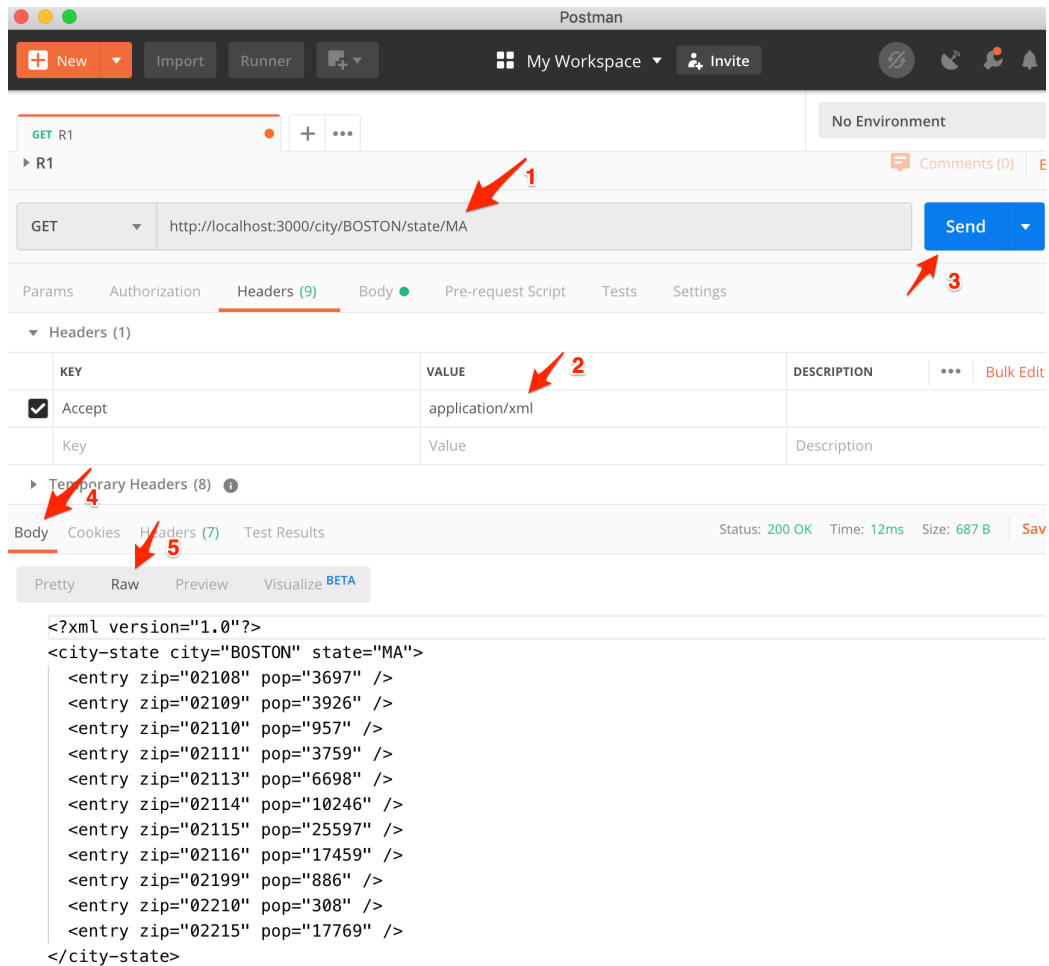 Postman
New Import Runner My Workspace Invite
GET R1 No Environment
R1 Comments (0)
1
GET http://localhost:3000/city/BOSTON/state/MA Send
3
Params Authorization Headers (9) Body Pre-request Script Tests Settings
Headers (1)
KEY VALUE 2 DESCRIPTION Bulk Edit
Accept application/xml
Key Value Description
Temporary Headers (8)
4
Body Cookies Headers (7) Test Results Status: 200 OK Time: 12ms Size: 687 B Sav
5
Pretty Raw Preview Visualize BETA
<?xml version="1.0"?>
<city-state city="BOSTON" state="MA">
<entry zip="02108" pop="3697" />
<entry zip="02109" pop="3926" />
<entry zip="02110" pop="957" />
<entry zip="02111" pop="3759" />
<entry zip="02113" pop="6698" />
<entry zip="02114" pop="10246" />
<entry zip="02115" pop="25597" />
<entry zip="02116" pop="17459" />
<entry zip="02199" pop="886" />
<entry zip="02210" pop="308" />
<entry zip="02215" pop="17769" />
</city-state>